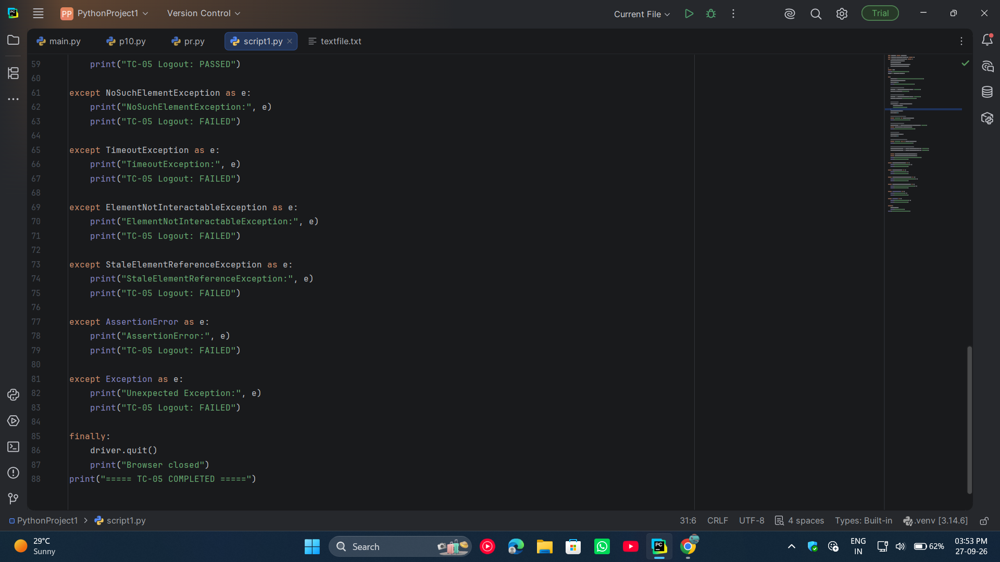 PP PythonProject1 Version Control Current File Trial
main.py p10.py pr.py script1.py textfile.txt
59 print("TC-05 Logout: PASSED")
60
61 except NoSuchElementException as e:
62 print("NoSuchElementException:", e)
63 print("TC-05 Logout: FAILED")
64
65 except TimeoutException as e:
66 print("TimeoutException:", e)
67 print("TC-05 Logout: FAILED")
68
69 except ElementNotInteractableException as e:
70 print("ElementNotInteractableException:", e)
71 print("TC-05 Logout: FAILED")
72
73 except StaleElementReferenceException as e:
74 print("StaleElementReferenceException:", e)
75 print("TC-05 Logout: FAILED")
76
77 except AssertionError as e:
78 print("AssertionError:", e)
79 print("TC-05 Logout: FAILED")
80
81 except Exception as e:
82 print("Unexpected Exception:", e)
83 print("TC-05 Logout: FAILED")
84
85 finally:
86 driver.quit()
87 print("Browser closed")
88 print("===== TC-05 COMPLETED =====")
PythonProject1 > script1.py 31:6 CRLF UTF-8 4 spaces Types: Built-in .venv [3.14.6]
29°C
Sunny
Search
ENG
IN
62%
03:53 PM
27-09-26